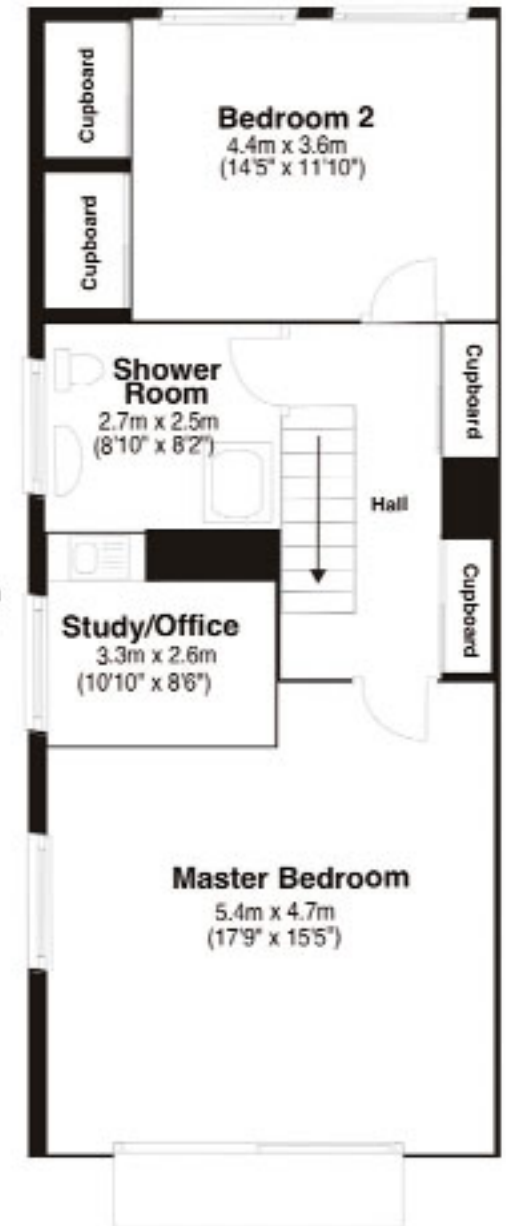 Cupboard
Bedroom 2
4.4m x 3.6m
(14'5" x 11'10")
Cupboard
Shower
Room
2.7m x 2.5m
(8'10" x 8'2")
Cupboard
Hall
Study/Office
3.3m x 2.6m
(10'10" x 8'6")
Cupboard
Master Bedroom
5.4m x 4.7m
(17'9" x 15'5")